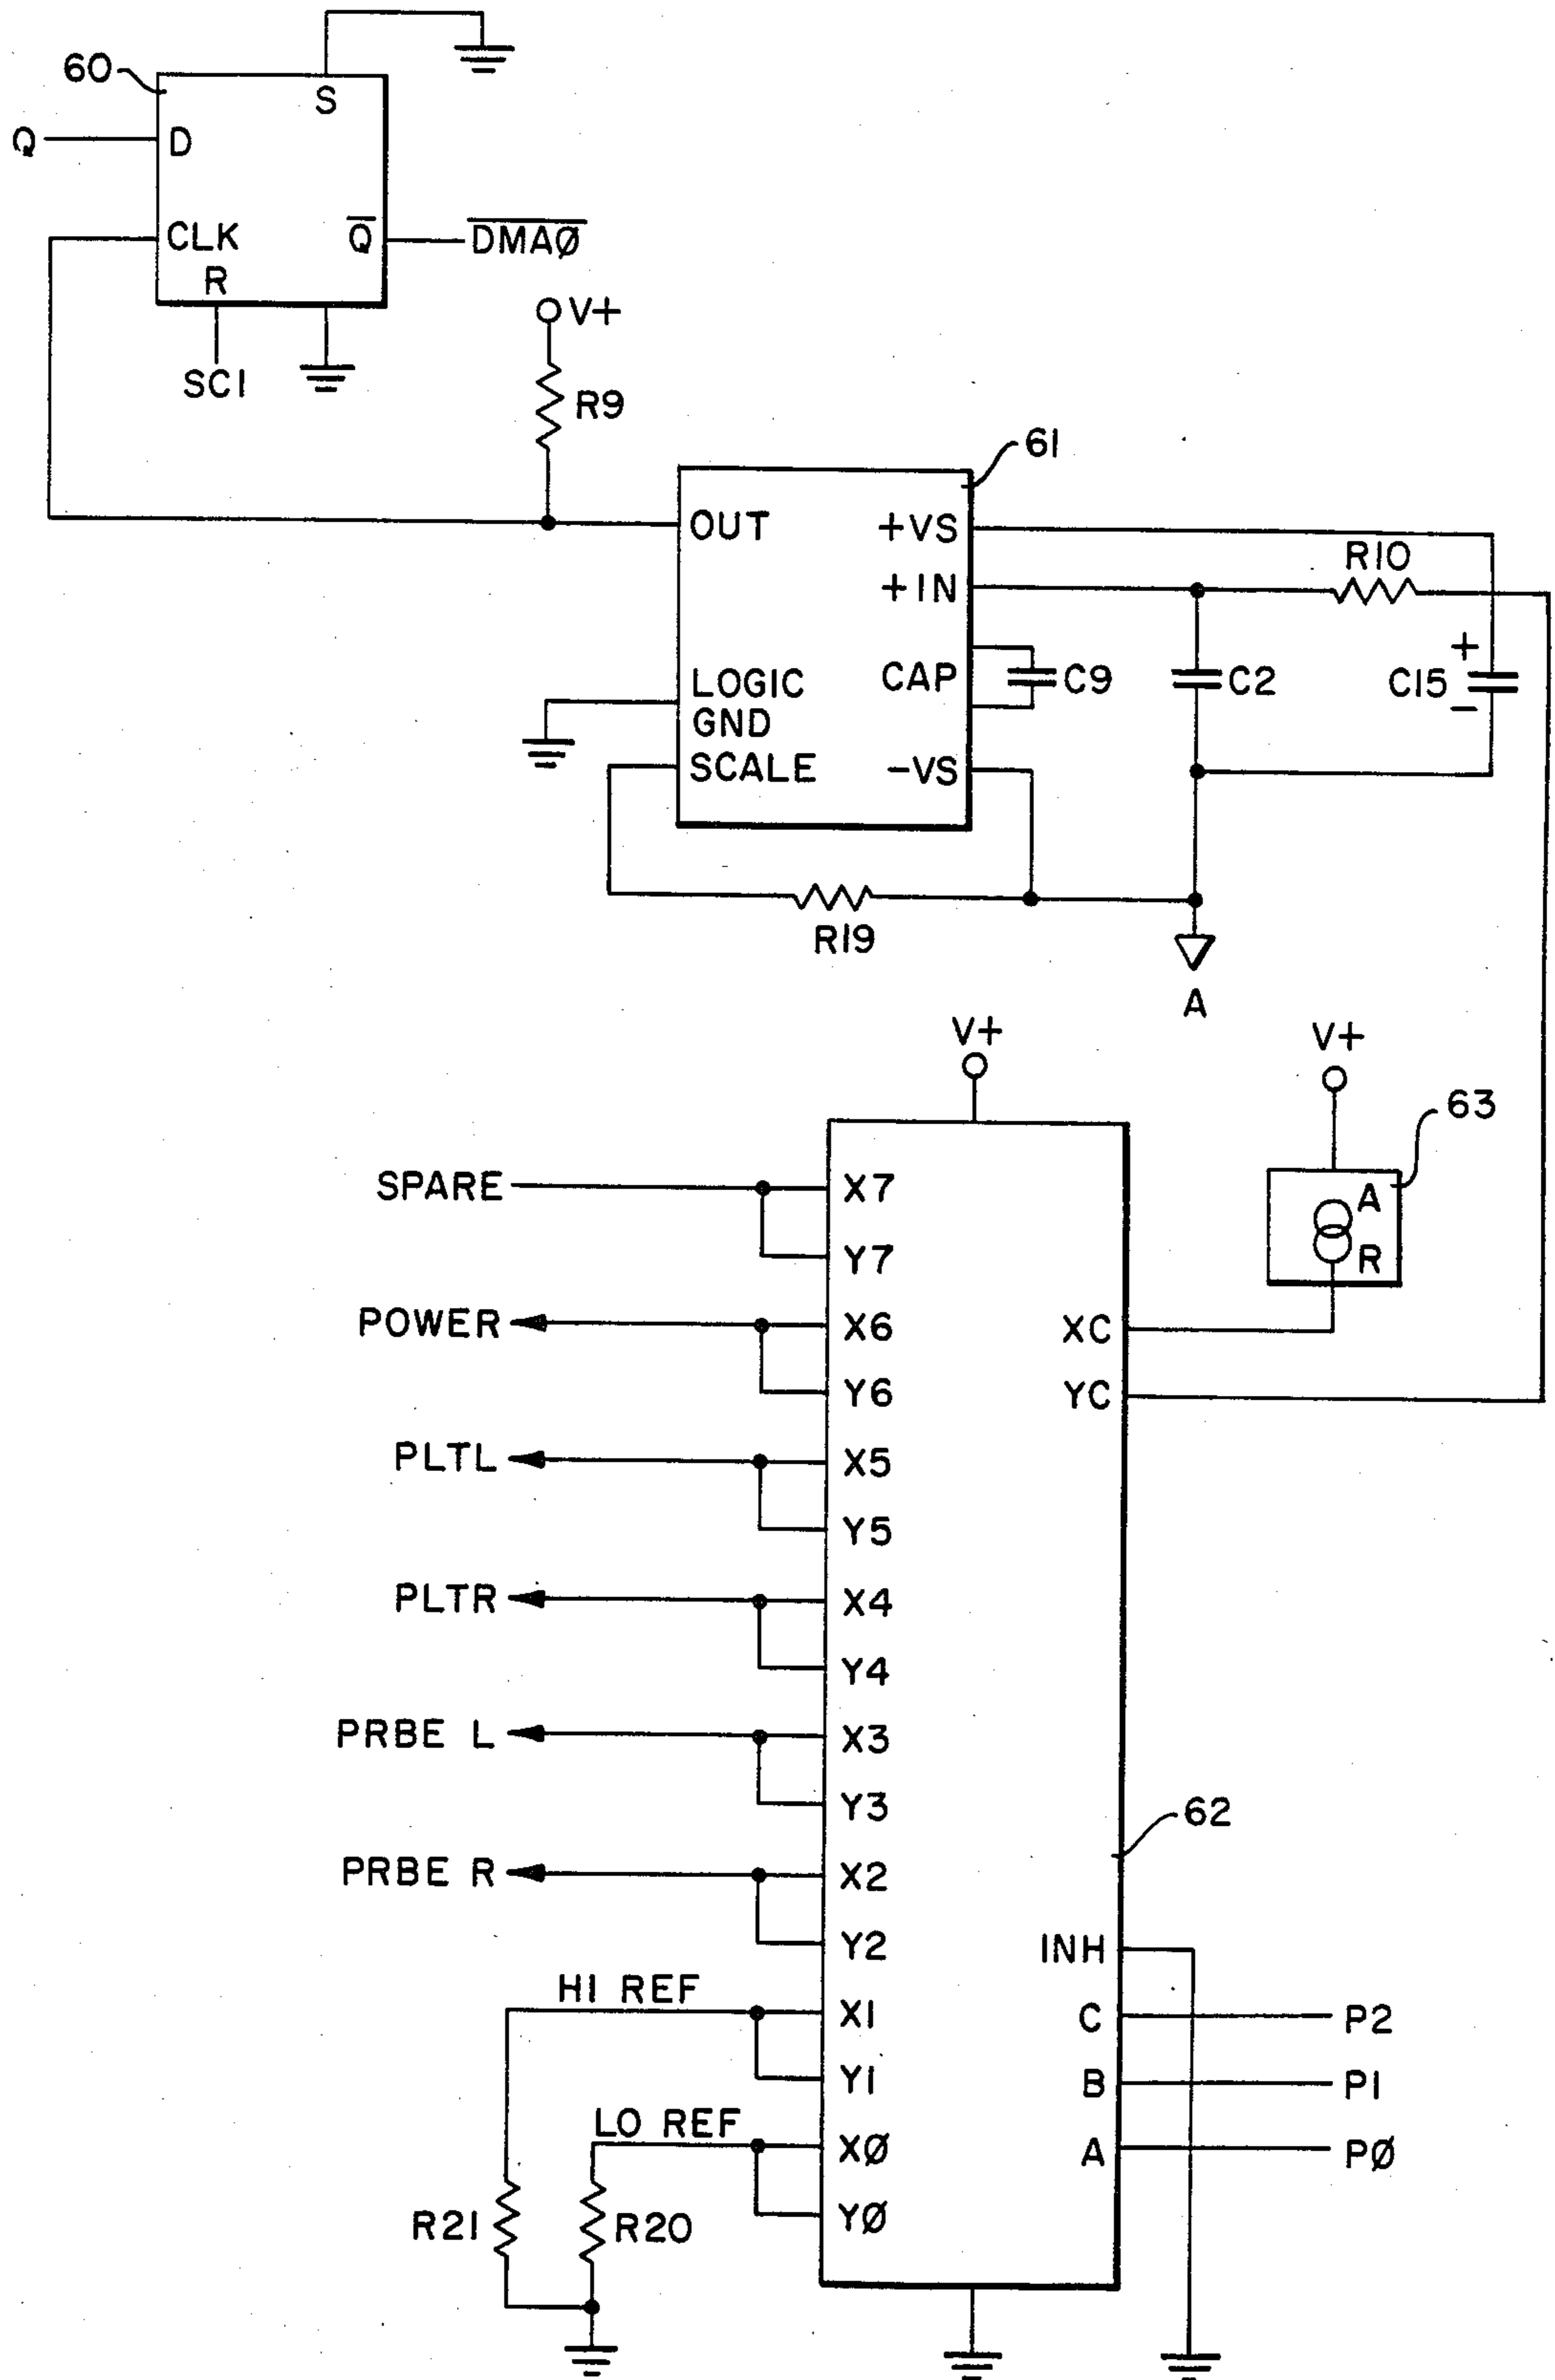 60
S
Q
D
CLK
Q̅
D̅M̅A̅Ø̅
R
SC1
V+
R9
61
OUT
+VS
R10
+IN
LOGIC
GND
CAP
C9
C2
C15
+
−
SCALE
-VS
R19
A
V+
V+
63
SPARE
X7
A
R
Y7
POWER
X6
XC
Y6
YC
PLTL
X5
Y5
PLTR
X4
Y4
PRBE L
X3
Y3
62
PRBE R
X2
Y2
INH
HI REF
X1
C
P2
Y1
B
P1
LO REF
XØ
A
PØ
YØ
R21
R20